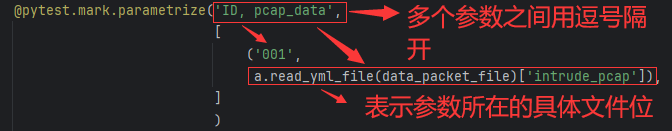 @pytest.mark.parametrize('ID, pcap_data',
多个参数之间用逗号隔
开
[
('001',
a.read_yml_file(data_packet_file)['intrude_pcap']),
]
表示参数所在的具体文件位
)